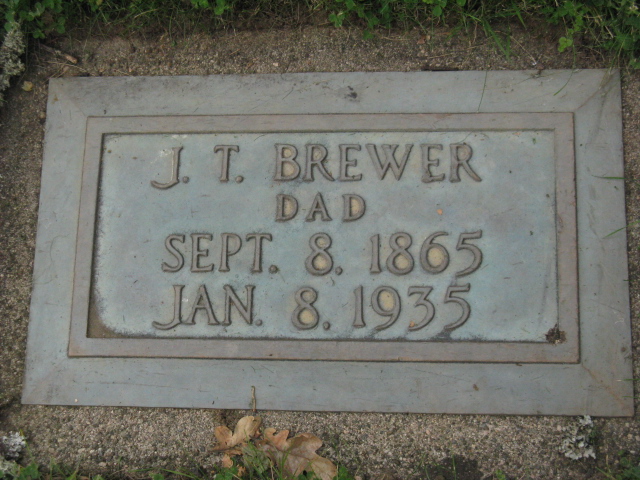 J. T. BREWER
DAD
SEPT. 8. 1865
JAN. 8. 1935